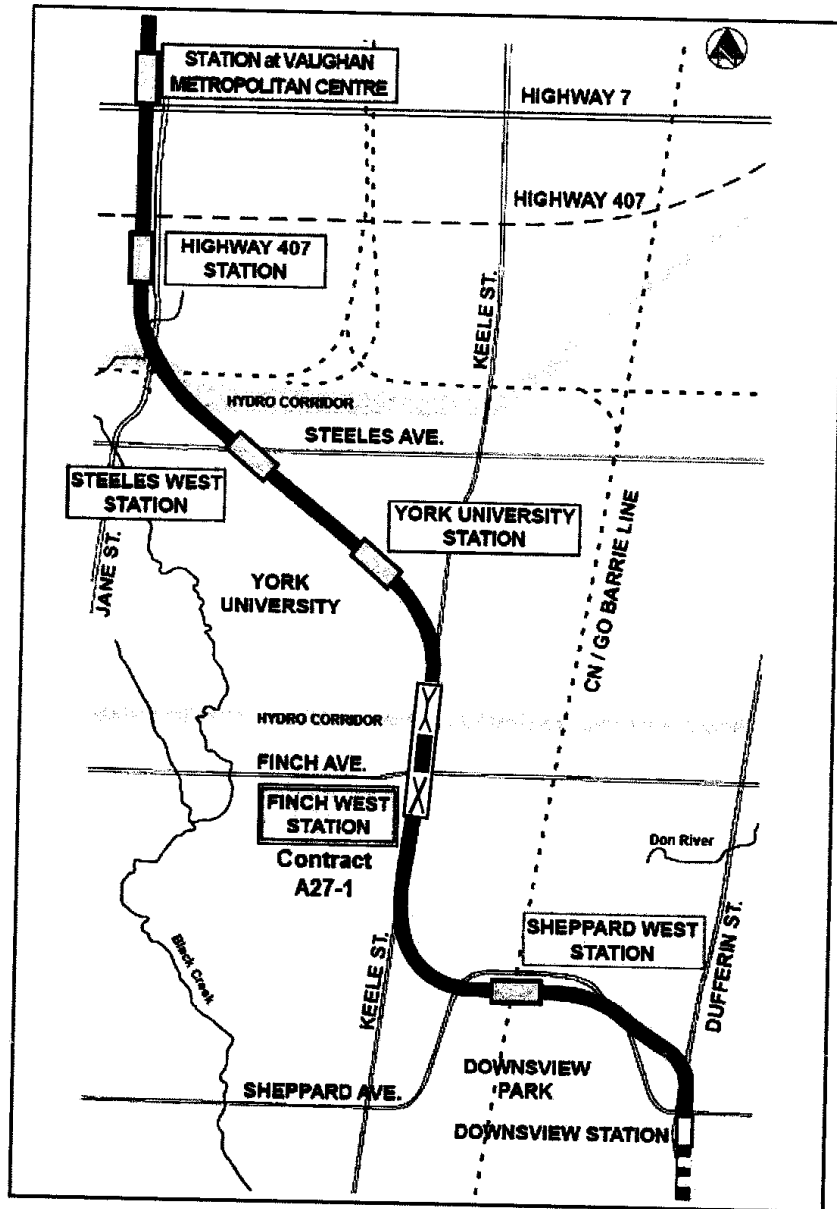 STATION at VAUGHAN
METROPOLITAN CENTRE
HIGHWAY 7
HIGHWAY 407
HIGHWAY 407
STATION
KEELE ST.
HYDRO CORRIDOR
STEELES AVE.
STEELES WEST
STATION
YORK UNIVERSITY
STATION
JANE ST.
YORK
UNIVERSITY
CN / GO BARRIE LINE
HYDRO CORRIDOR
FINCH AVE.
FINCH WEST
STATION
Contract
A27-1
Don River
SHEPPARD WEST
STATION
Black Creek
KEELE ST.
DUFFERIN ST.
DOWNSVIEW
PARK
SHEPPARD AVE.
DOWNSVIEW STATION